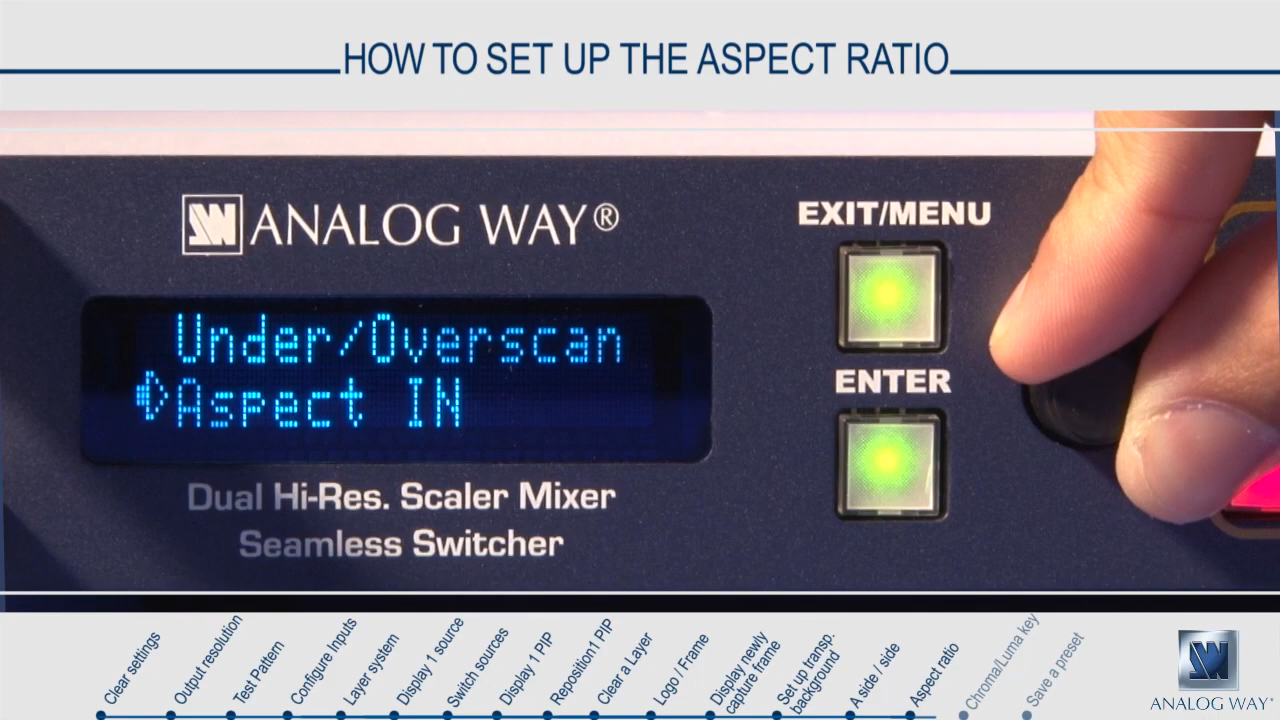 HOW TO SET UP THE ASPECT RATIO
ANALOG WAY®
EXIT/MENU
Under/Overscan
Aspect IN
ENTER
Dual Hi-Res. Scaler Mixer
Seamless Switcher
Clear settings
Output resolution
Test Pattern
Configure Inputs
Layer system
Display 1 source
Switch sources
Display 1 PIP
Reposition1 PIP
Clear a Layer
Logo / Frame
Display newly
capture frame
Set up transp.
background
A side / side
Aspect ratio
Chroma/Luma key
Save a preset
ANALOG WAY®